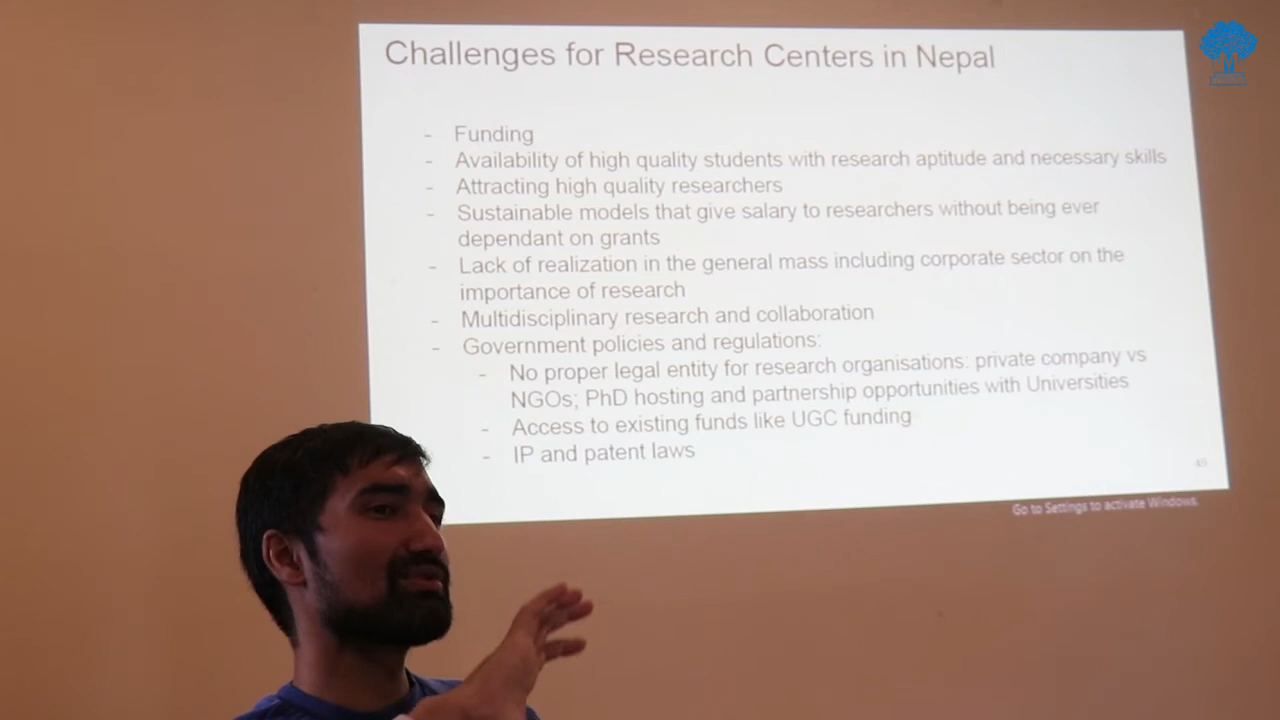 Challenges for Research Centers in Nepal
- Funding
- Availability of high quality students with research aptitude and necessary skills
- Attracting high quality researchers
- Sustainable models that give salary to researchers without being ever
dependant on grants
- Lack of realization in the general mass including corporate sector on the
importance of research
- Multidisciplinary research and collaboration
- Government policies and regulations:
- No proper legal entity for research organisations: private company vs
NGOs; PhD hosting and partnership opportunities with Universities
- Access to existing funds like UGC funding
- IP and patent laws
Go to Settings to activate Windows.